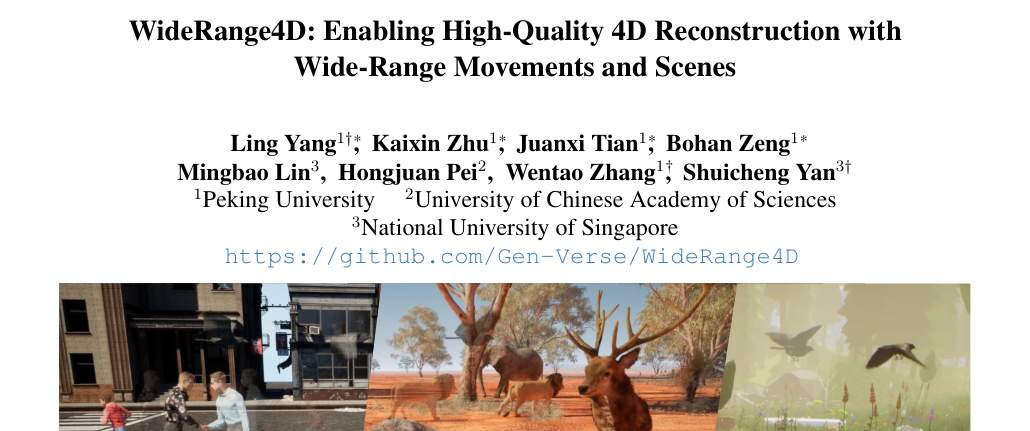 WideRange4D: Enabling High-Quality 4D Reconstruction with
Wide-Range Movements and Scenes
Ling Yang¹†*, Kaixin Zhu¹*, Juanxi Tian¹*, Bohan Zeng¹*
Mingbao Lin³, Hongjuan Pei², Wentao Zhang¹†, Shuicheng Yan³†
¹Peking University ²University of Chinese Academy of Sciences
³National University of Singapore
https://github.com/Gen-Verse/WideRange4D